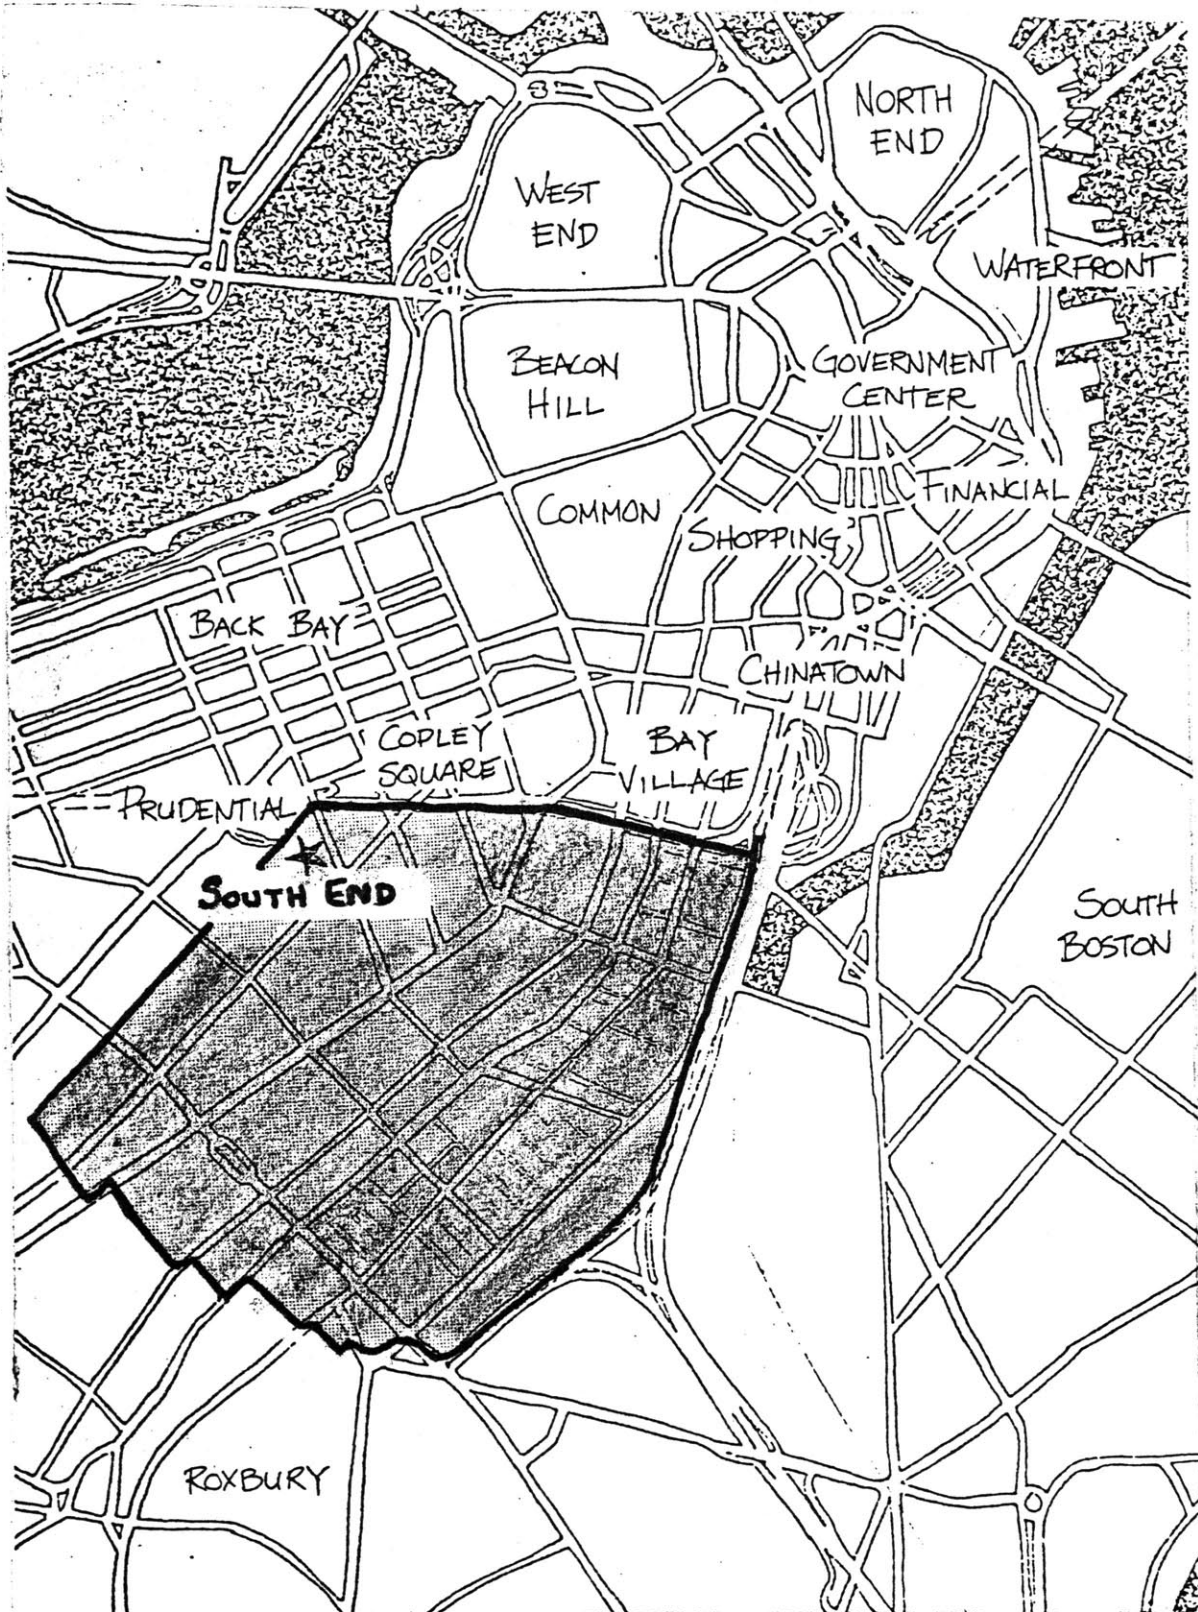 NORTH
END
WEST
END
WATERFRONT
BEACON
HILL
GOVERNMENT
CENTER
FINANCIAL
COMMON
SHOPPING
BACK BAY
CHINATOWN
COPLEY
SQUARE
BAY
VILLAGE
PRUDENTIAL
SOUTH END
SOUTH
BOSTON
ROXBURY